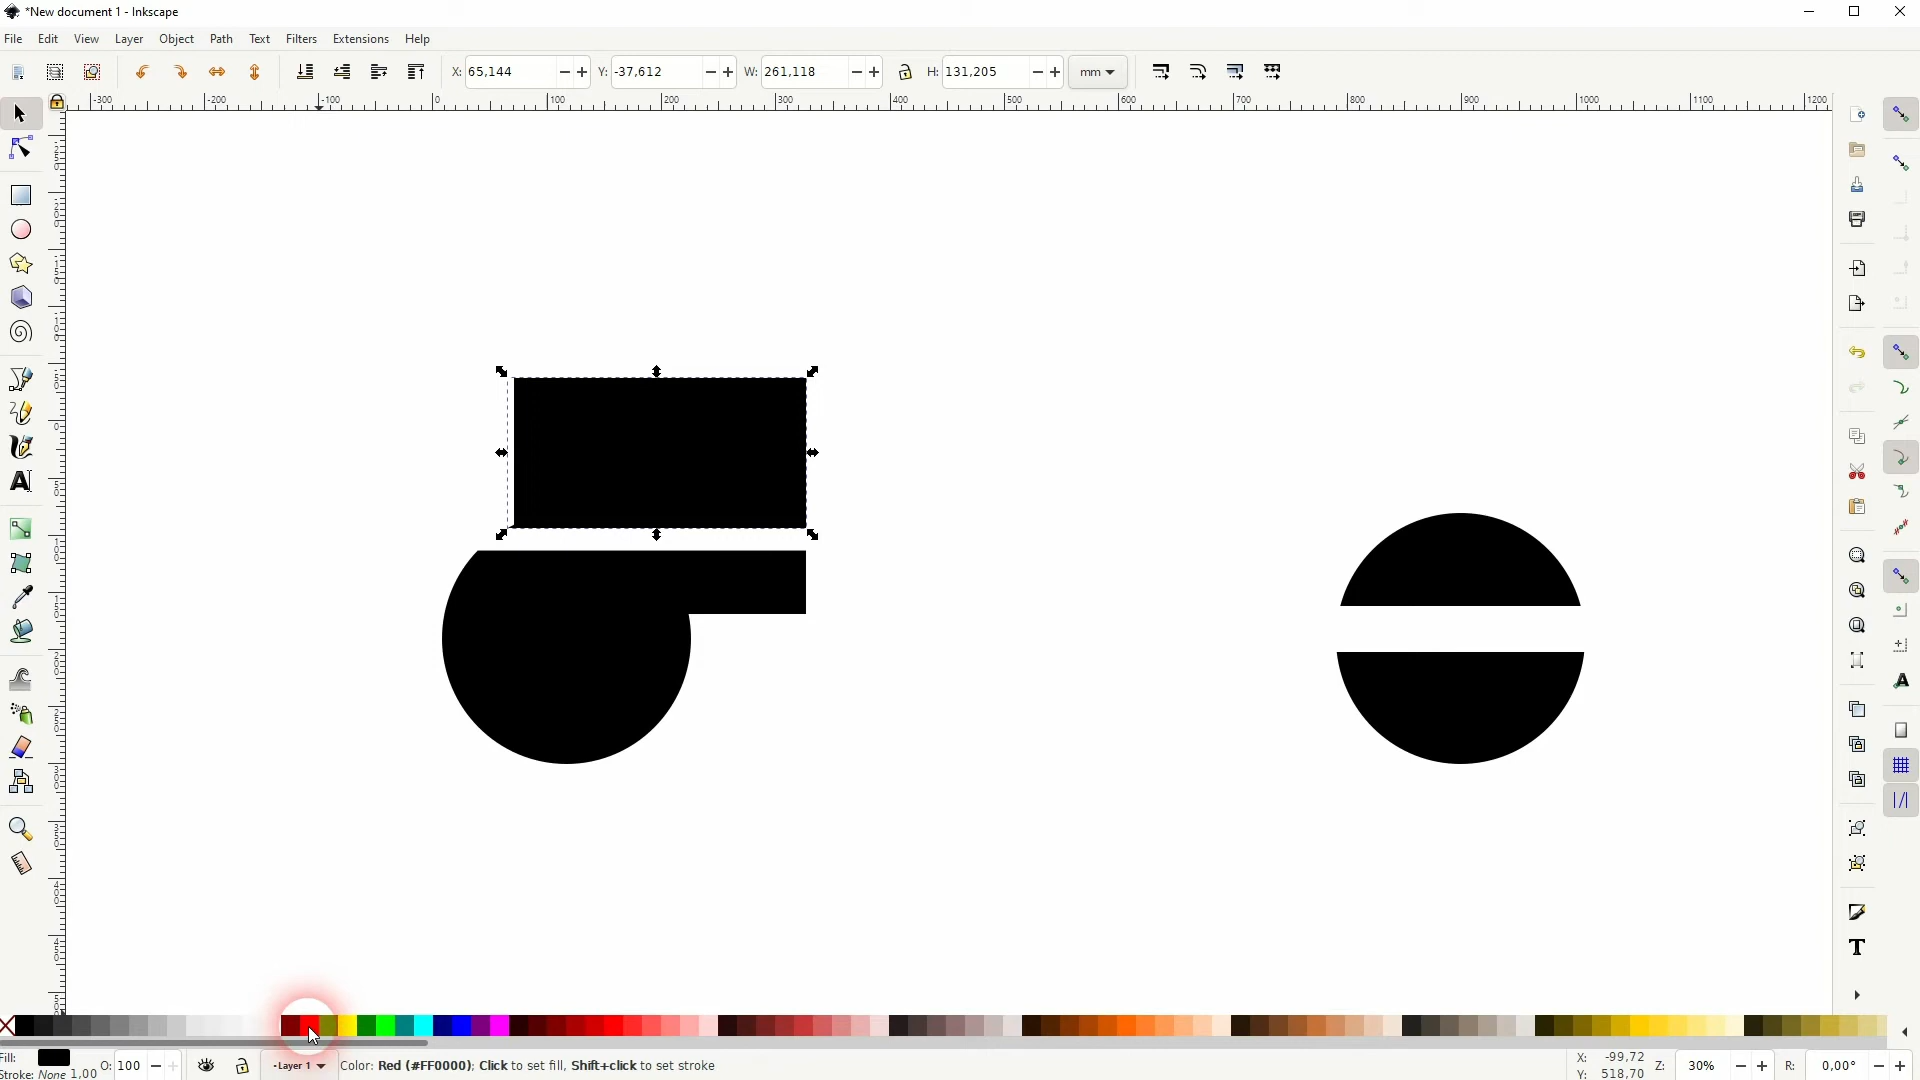 *New document 1 - Inkscape
File Edit View Layer Object Path Text Filters Extensions Help
X: 65,144 Y: -37,612 W: 261,118 H: 131,205 mm
-300 -200 -100 0 100 200 300 400 500 600 700 800 900 1000 1100 1200
Fill: O: 100 Layer 1 Color: Red (#FF0000); Click to set fill, Shift+click to set stroke X: -99,72 Z: 30% R: 0,00°
Stroke: None 1,00 Y: 518,70